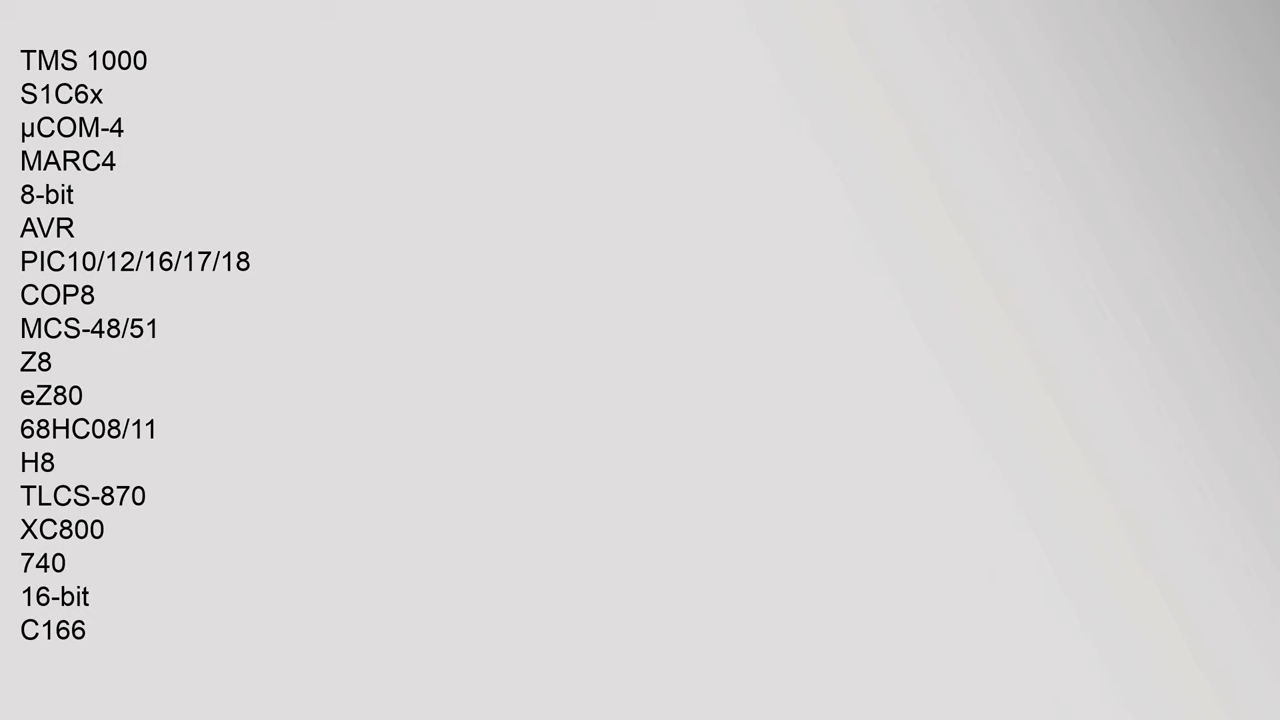 TMS 1000
S1C6x
μCOM-4
MARC4
8-bit
AVR
PIC10/12/16/17/18
COP8
MCS-48/51
Z8
eZ80
68HC08/11
H8
TLCS-870
XC800
740
16-bit
C166